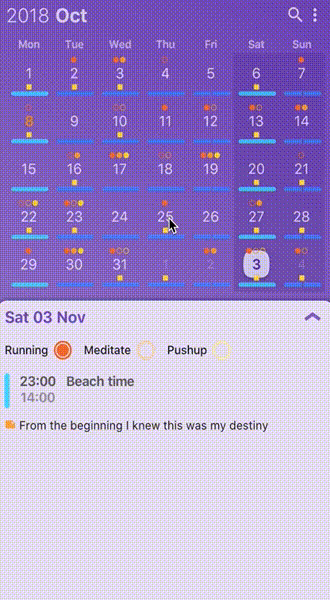 2018 Oct
Mon Tue Wed Thu Fri Sat Sun
1 2 3 4 5 6 7
8 9 10 11 12 13 14
15 16 17 18 19 20 21
22 23 24 25 26 27 28
29 30 31 1 2 3 4
Sat 03 Nov
Running Meditate Pushup
23:00 Beach time
14:00
From the beginning I knew this was my destiny